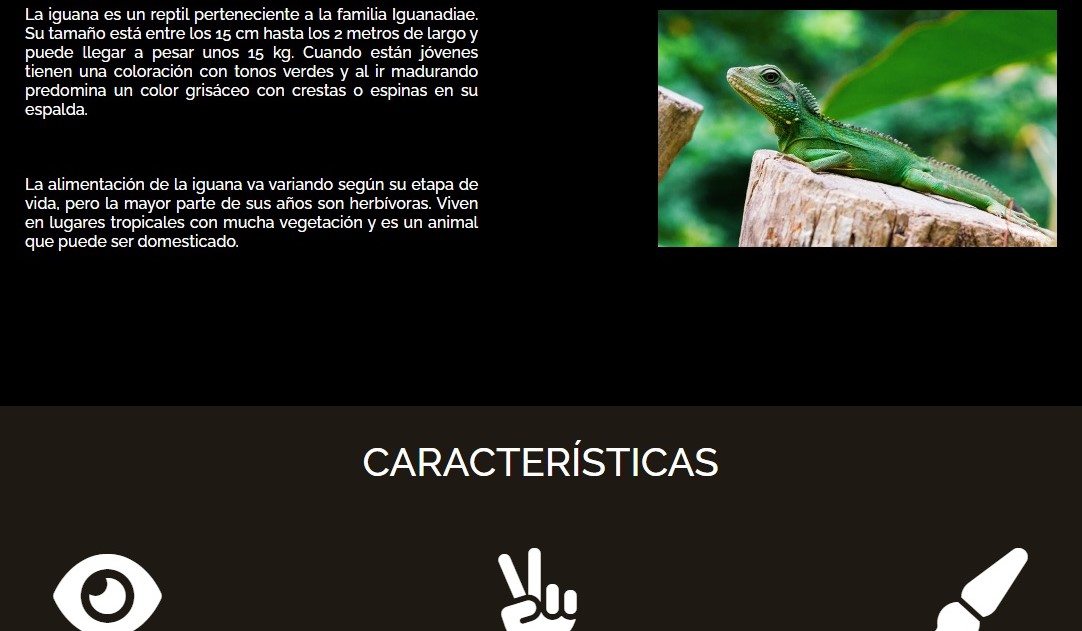 La iguana es un reptil perteneciente a la familia Iguanadiae.
Su tamaño está entre los 15 cm hasta los 2 metros de largo y
puede llegar a pesar unos 15 kg. Cuando están jóvenes
tienen una coloración con tonos verdes y al ir madurando
predomina un color grisáceo con crestas o espinas en su
espalda.
La alimentación de la iguana va variando según su etapa de
vida, pero la mayor parte de sus años son herbívoras. Viven
en lugares tropicales con mucha vegetación y es un animal
que puede ser domesticado.
CARACTERÍSTICAS